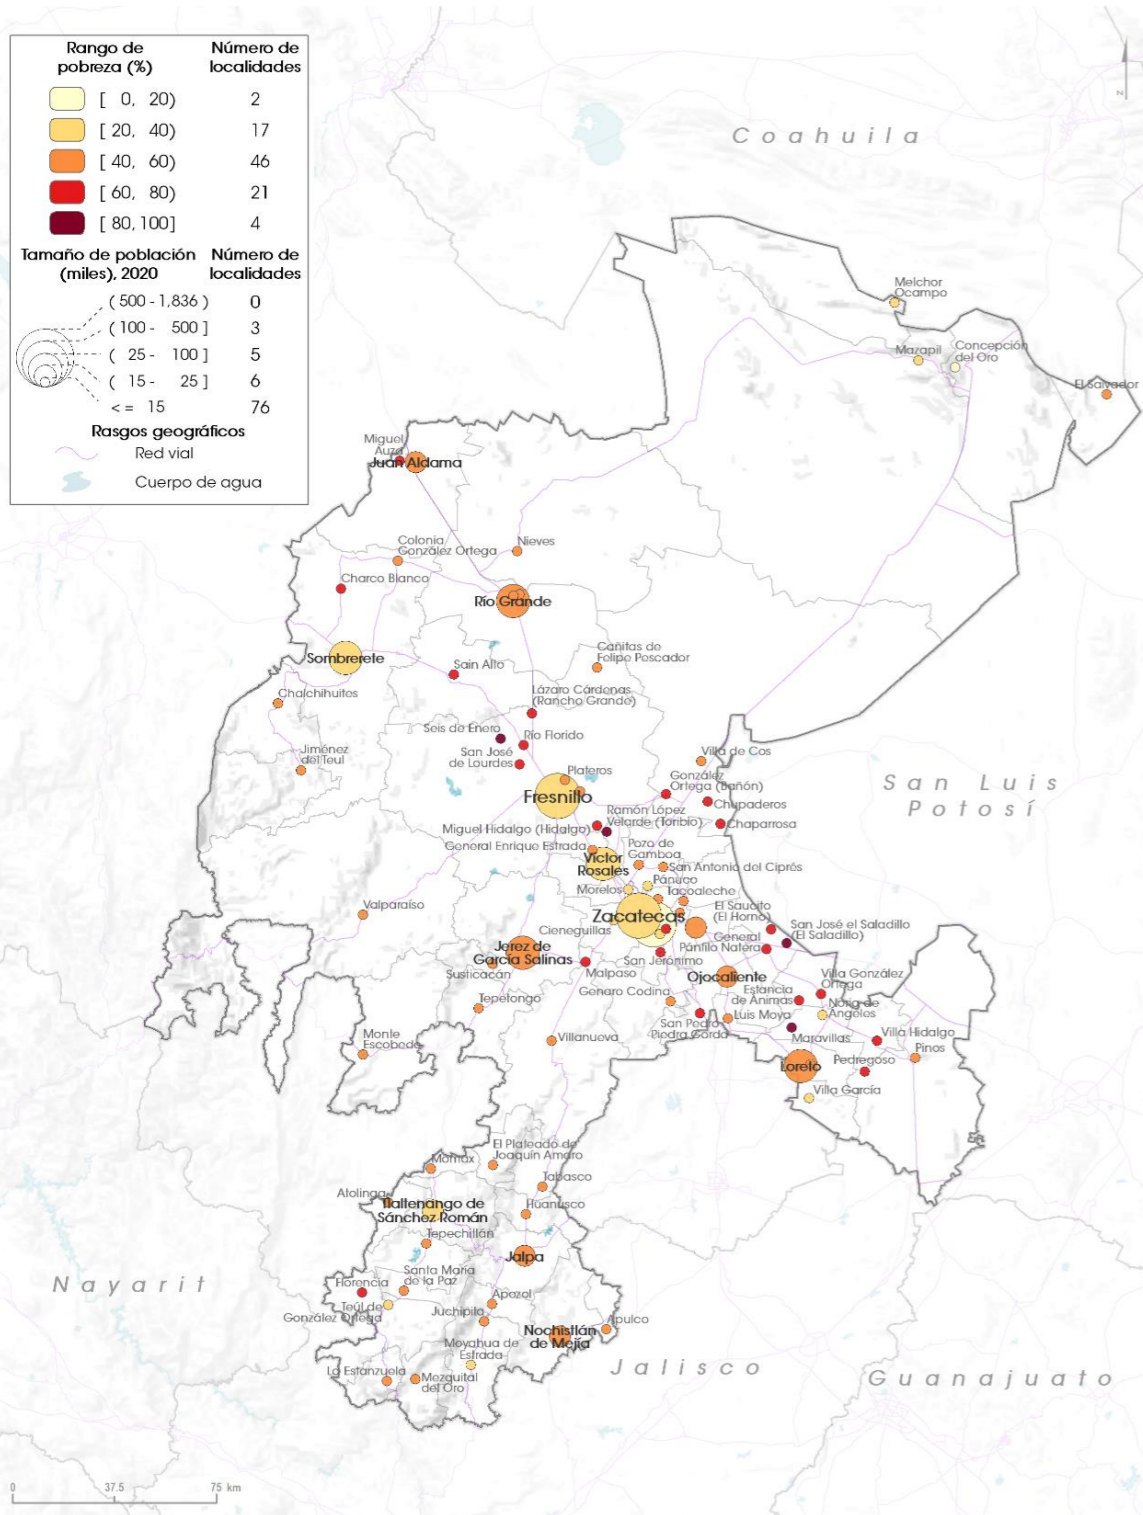 Rango de
pobreza (%)
Número de
localidades
[ 0, 20) 2
[ 20, 40) 17
[ 40, 60) 46
[ 60, 80) 21
[ 80,100] 4
Tamaño de población
(miles), 2020
Número de
localidades
( 500 - 1,836 ) 0
( 100 - 500 ] 3
( 25 - 100 ] 5
( 15 - 25 ] 6
< = 15 76
Rasgos geográficos
Red vial
Cuerpo de agua
N
Coahuila
Melchor
Ocampo
Mazapil
Concepción
del Oro
El Salvador
Miguel
Auza
Juan Aldama
Colonia
González Ortega
Nieves
Charco Blanco
Río Grande
Sombrerete
Sain Alto
Cañitas de
Felipe Pescador
Chalchihuites
Lázaro Cárdenas
(Rancho Grande)
Seis de Enero
Río Florido
San José
de Lourdes
Jiménez
del Teul
Villa de Cos
Plateros
González
Ortega (Bañón)
San Luis
Potosí
Fresnillo
Chupaderos
Ramón López
Velarde (Toribio)
Chaparrosa
Miguel Hidalgo (Hidalgo)
General Enrique Estrada
Pozo de
Gamboa
Víctor
Rosales
San Antonio del Ciprés
Pánuco
Morelos
Tacoaleche
Valparaíso
Zacatecas
El Saucito
(El Horno)
Cieneguillas
San José el Saladillo
(El Saladillo)
General
Pánfilo Natera
Jerez de
García Salinas
Susticacán
Malpaso
San Jerónimo
Ojocaliente
Villa González
Ortega
Genaro Codina
Estancia
de Ánimas
Tepetongo
Noria de
Ángeles
San Pedro
Piedra Gorda
Luis Moya
Maravillas
Villa Hidalgo
Monte
Escobedo
Villanueva
Pinos
Loreto
Pedregoso
Villa García
El Plateado de
Joaquín Amaro
Momax
Tabasco
Atolinga
Tlaltenango de
Sánchez Román
Huanusco
Tepechitlán
Jalpa
Nayarit
Santa María
de la Paz
Florencia
Teúl de
González Ortega
Apozol
Juchipila
Apulco
Nochistlán
de Mejía
Moyahua de
Estrada
Jalisco
La Estanzuela
Mezquital
del Oro
Guanajuato
0 37.5 75 km